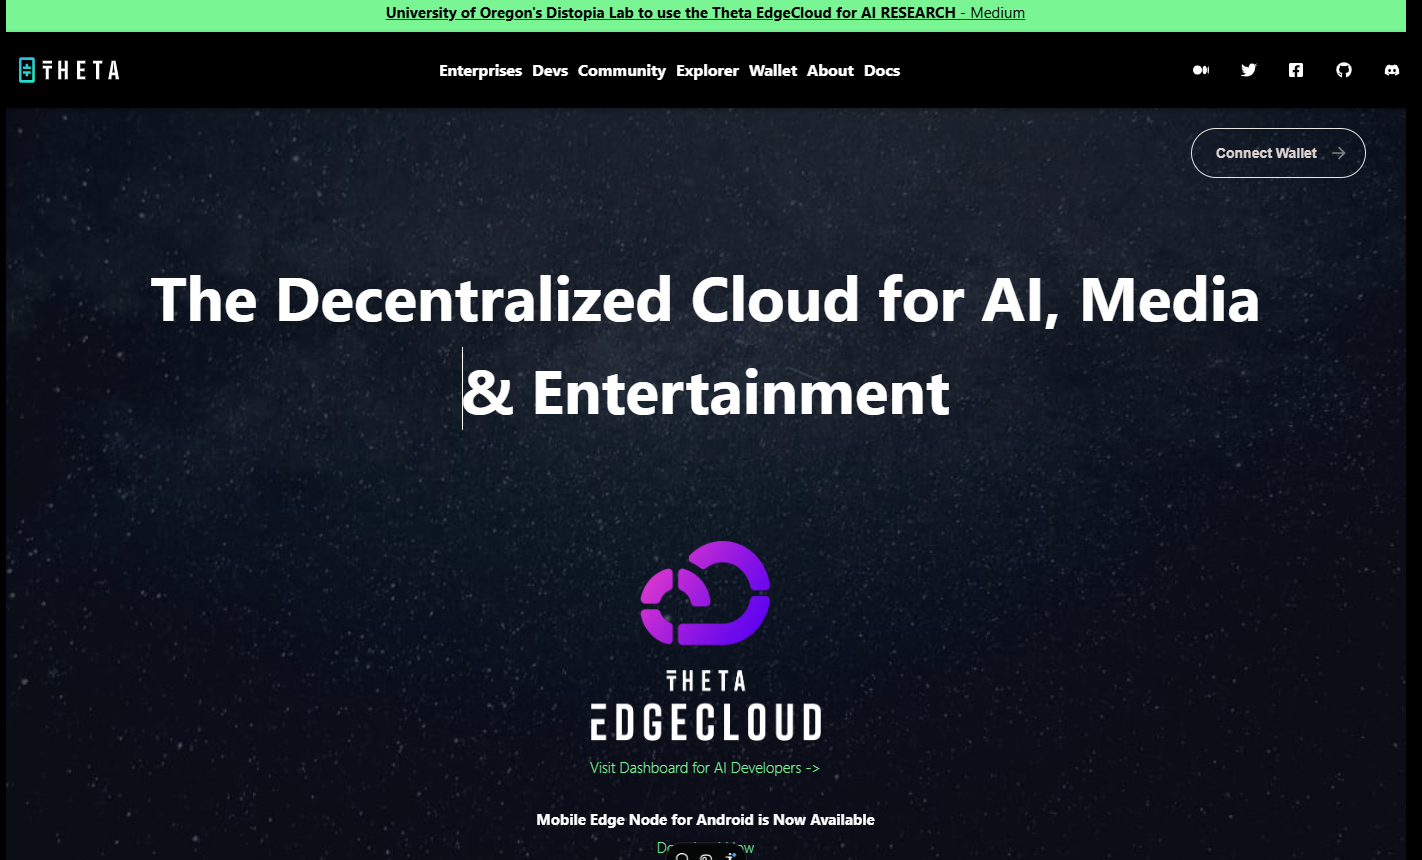 University of Oregon's Distopia Lab to use the Theta EdgeCloud for AI RESEARCH - Medium
THETA
Enterprises Devs Community Explorer Wallet About Docs
Connect Wallet →
The Decentralized Cloud for AI, Media
& Entertainment
THETA
EDGECLOUD
Visit Dashboard for AI Developers ->
Mobile Edge Node for Android is Now Available